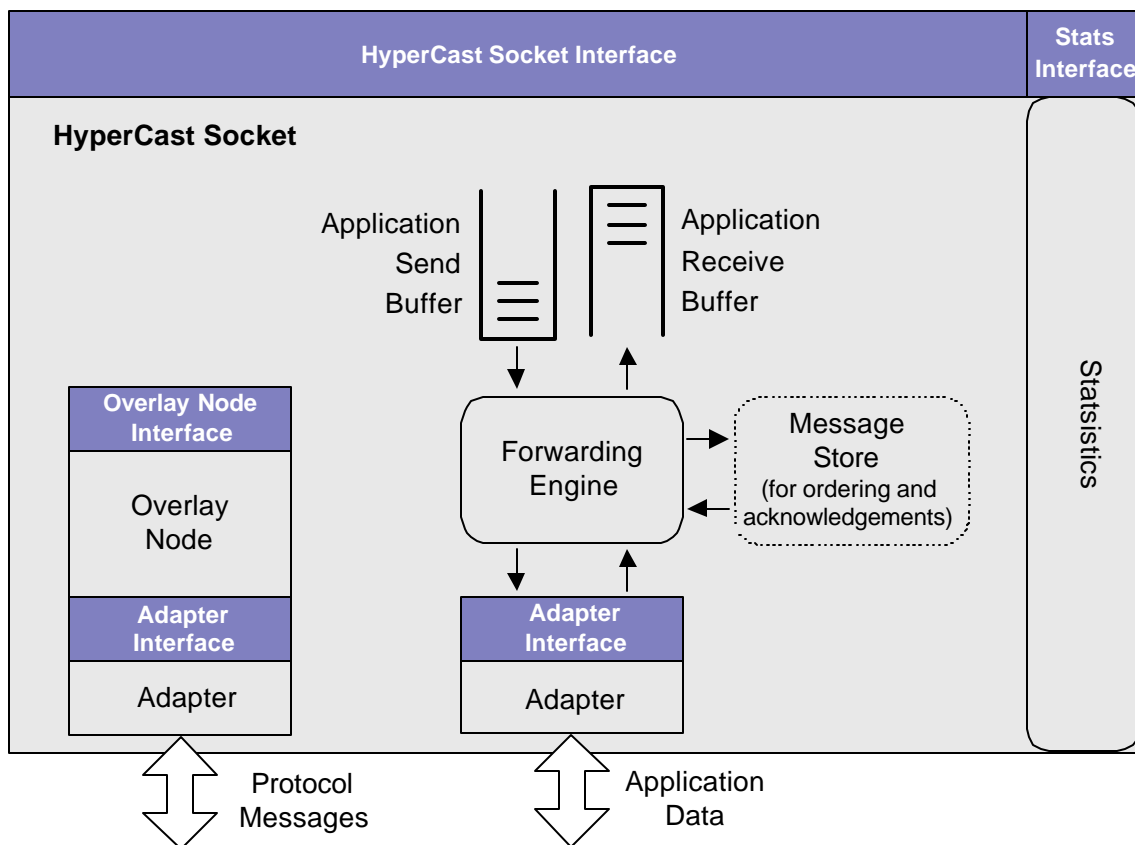 HyperCast Socket Interface
Stats
Interface
HyperCast Socket
Application
Send
Buffer
Application
Receive
Buffer
Overlay Node
Interface
Overlay
Node
Adapter
Interface
Adapter
Forwarding
Engine
Message
Store
(for ordering and
acknowledgements)
Adapter
Interface
Adapter
Statsistics
Protocol
Messages
Application
Data